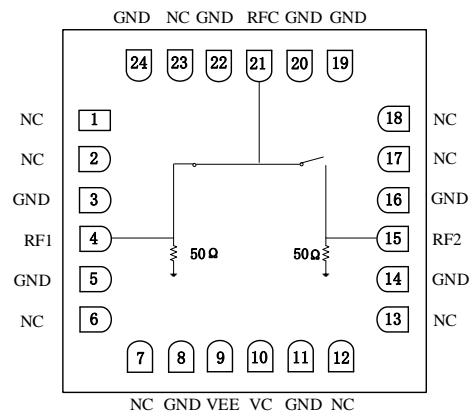 GND NC GND RFC GND GND
24 23 22 21 20 19
NC 1 18 NC
NC 2 17 NC
GND 3 16 GND
RF1 4 15 RF2
50Ω 50Ω
GND 5 14 GND
NC 6 13 NC
7 8 9 10 11 12
NC GND VEE VC GND NC